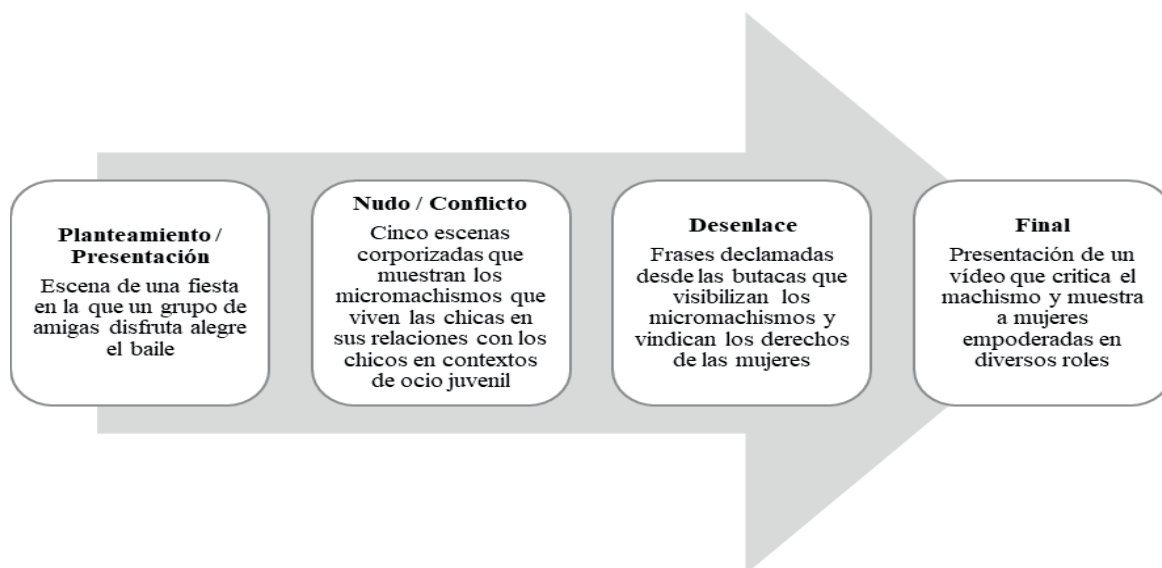 Planteamiento /
Presentación
Escena de una fiesta
en la que un grupo de
amigas disfruta alegre
el baile
Nudo / Conflicto
Cinco escenas
corporizadas que
muestran los
micromachismos que
viven las chicas en
sus relaciones con los
chicos en contextos
de ocio juvenil
Desenlace
Frases declamadas
desde las butacas que
visibilizan los
micromachismos y
vindican los derechos
de las mujeres
Final
Presentación de un
vídeo que critica el
machismo y muestra
a mujeres
empoderadas en
diversos roles